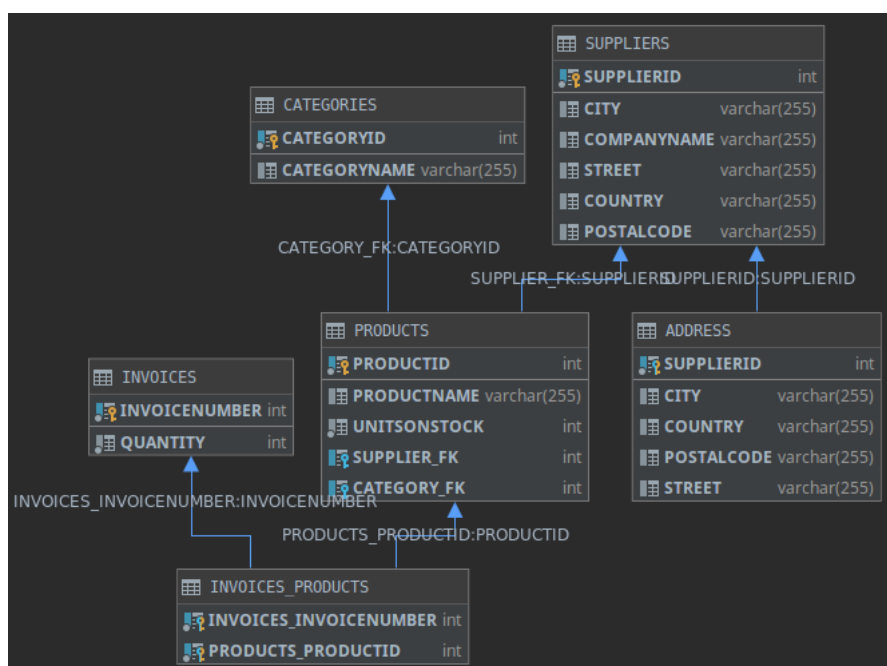 SUPPLIERS
SUPPLIERID int
CITY varchar(255)
COMPANYNAME varchar(255)
STREET varchar(255)
COUNTRY varchar(255)
POSTALCODE varchar(255)
CATEGORIES
CATEGORYID int
CATEGORYNAME varchar(255)
CATEGORY_FK:CATEGORYID
SUPPLIER_FK:SUPPLIERID
SUPPLIERID:SUPPLIERID
PRODUCTS
PRODUCTID int
PRODUCTNAME varchar(255)
UNITSONSTOCK int
SUPPLIER_FK int
CATEGORY_FK int
ADDRESS
SUPPLIERID int
CITY varchar(255)
COUNTRY varchar(255)
POSTALCODE varchar(255)
STREET varchar(255)
INVOICES
INVOICENUMBER int
QUANTITY int
INVOICES_INVOICENUMBER:INVOICENUMBER
PRODUCTS_PRODUCTID:PRODUCTID
INVOICES_PRODUCTS
INVOICES_INVOICENUMBER int
PRODUCTS_PRODUCTID int